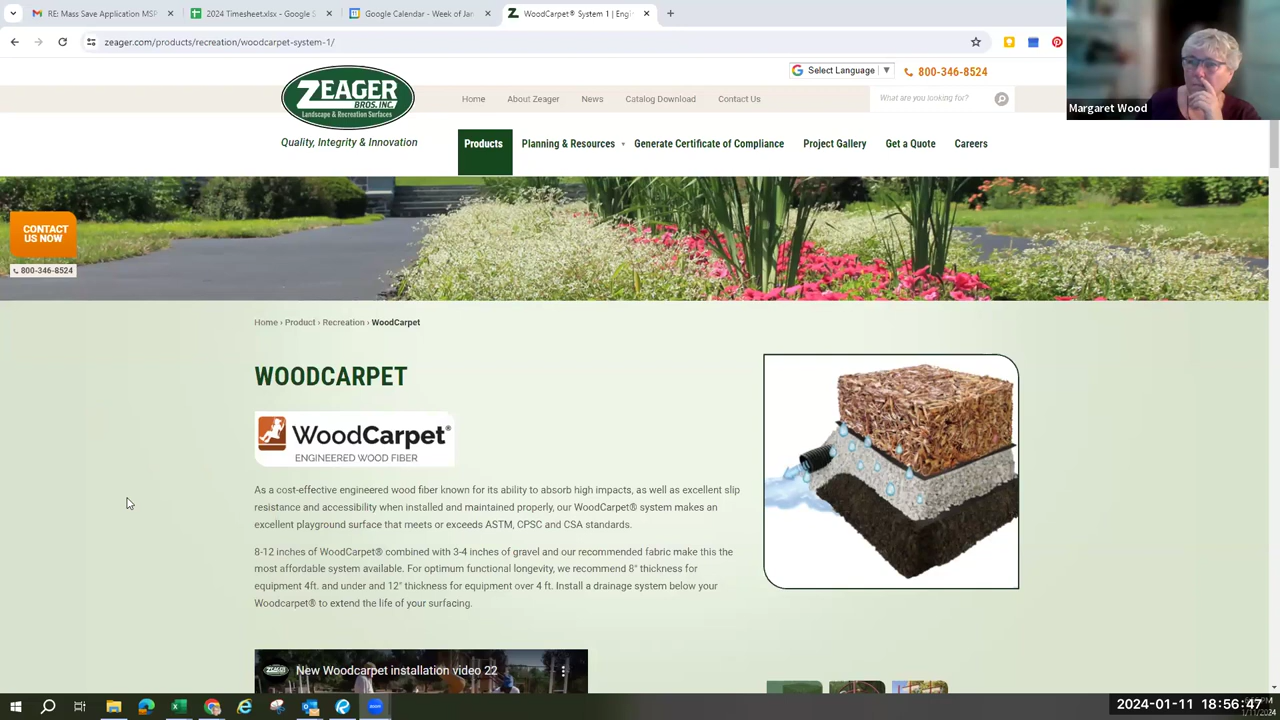 RE: Mass Save Application MSP
2024 Timesheet.xlsx - Google S
Google Calendar - Week of Jan
WoodCarpet® System 1 | Engi
zeager.com/products/recreation/woodcarpet-system-1/
Margaret Wood
Select Language
800-346-8524
ZEAGER
BROS. INC.
Landscape & Recreation Surfaces
Quality, Integrity & Innovation
Home
About Zeager
News
Catalog Download
Contact Us
What are you looking for?
Products
Planning & Resources
Generate Certificate of Compliance
Project Gallery
Get a Quote
Careers
CONTACT
US NOW
800-346-8524
Home › Product › Recreation › WoodCarpet
WOODCARPET
WoodCarpet®
ENGINEERED WOOD FIBER
As a cost-effective engineered wood fiber known for its ability to absorb high impacts, as well as excellent slip
resistance and accessibility when installed and maintained properly, our WoodCarpet® system makes an
excellent playground surface that meets or exceeds ASTM, CPSC and CSA standards.
8-12 inches of WoodCarpet® combined with 3-4 inches of gravel and our recommended fabric make this the
most affordable system available. For optimum functional longevity, we recommend 8" thickness for
equipment 4ft. and under and 12" thickness for equipment over 4 ft. Install a drainage system below your
Woodcarpet® to extend the life of your surfacing.
ZEAGER
New Woodcarpet installation video 22
2024-01-11 18:56:47
1/11/2024